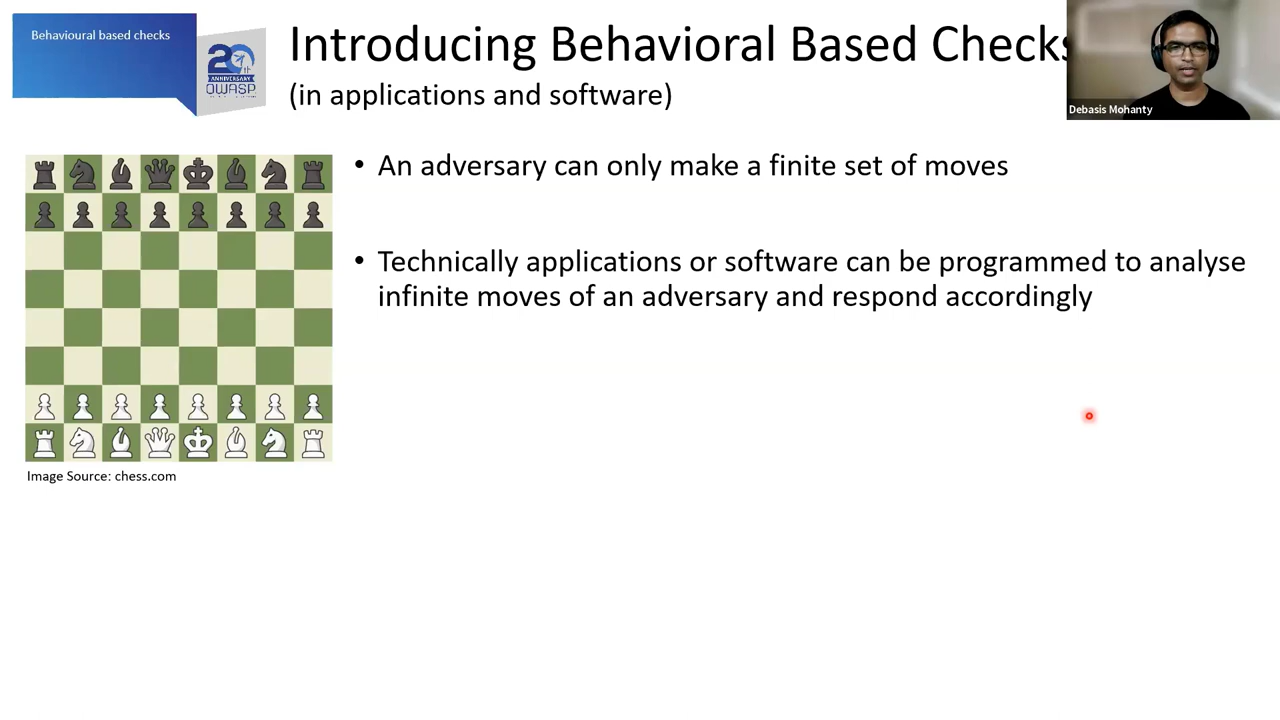 Behavioural based checks
20
th
ANNIVERSARY
OWASP
Introducing Behavioral Based Checks
(in applications and software)
Debasis Mohanty
• An adversary can only make a finite set of moves
• Technically applications or software can be programmed to analyse
infinite moves of an adversary and respond accordingly
Image Source: chess.com